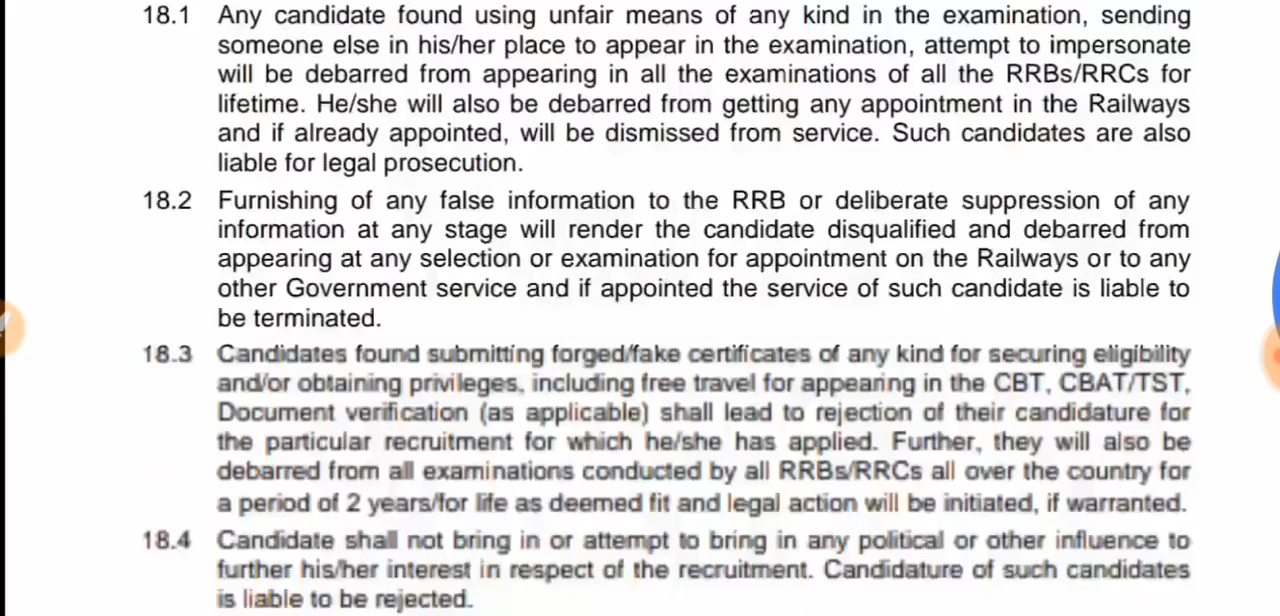 18.1 Any candidate found using unfair means of any kind in the examination, sending
someone else in his/her place to appear in the examination, attempt to impersonate
will be debarred from appearing in all the examinations of all the RRBs/RRCs for
lifetime. He/she will also be debarred from getting any appointment in the Railways
and if already appointed, will be dismissed from service. Such candidates are also
liable for legal prosecution.
18.2 Furnishing of any false information to the RRB or deliberate suppression of any
information at any stage will render the candidate disqualified and debarred from
appearing at any selection or examination for appointment on the Railways or to any
other Government service and if appointed the service of such candidate is liable to
be terminated.
18.3 Candidates found submitting forged/fake certificates of any kind for securing eligibility
and/or obtaining privileges, including free travel for appearing in the CBT, CBAT/TST,
Document verification (as applicable) shall lead to rejection of their candidature for
the particular recruitment for which he/she has applied. Further, they will also be
debarred from all examinations conducted by all RRBs/RRCs all over the country for
a period of 2 years/for life as deemed fit and legal action will be initiated, if warranted.
18.4 Candidate shall not bring in or attempt to bring in any political or other influence to
further his/her interest in respect of the recruitment. Candidature of such candidates
is liable to be rejected.